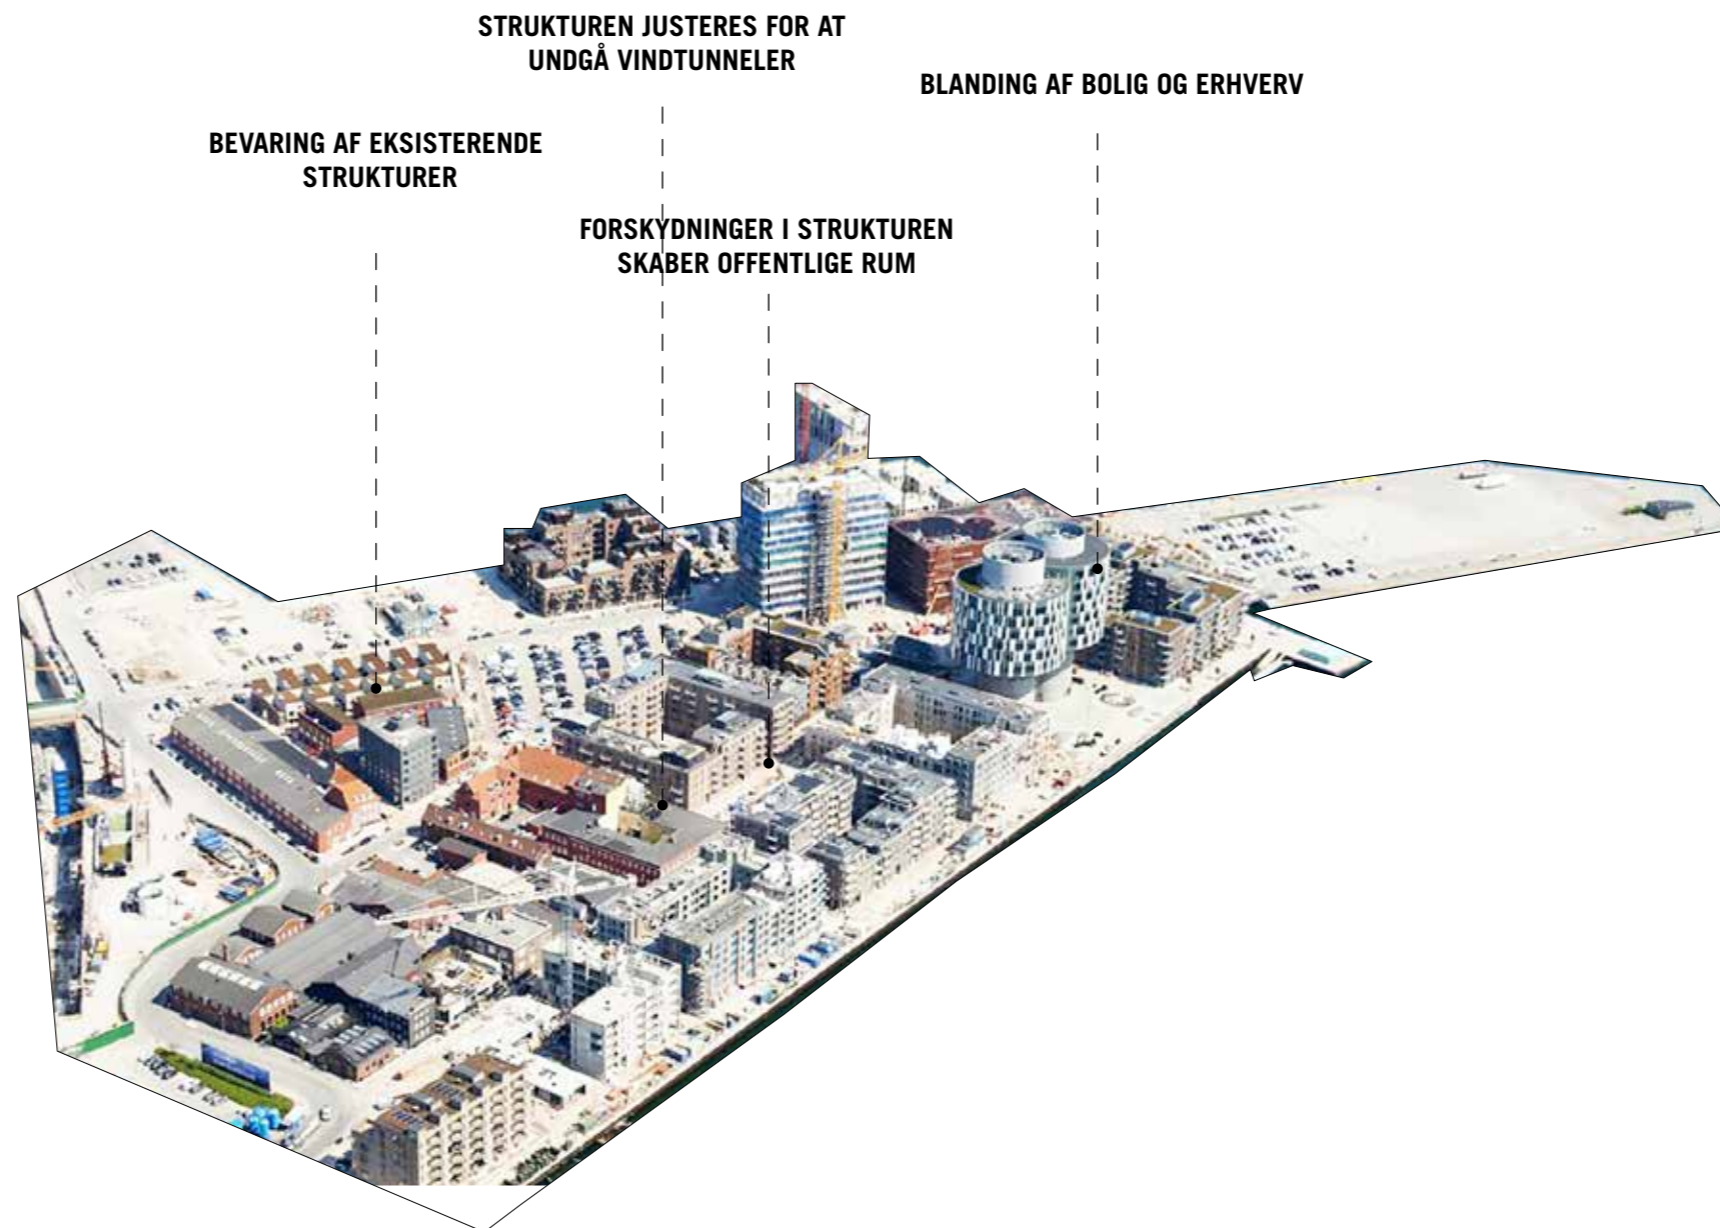 STRUKTUREN JUSTERES FOR AT
UNDGÅ VINDTUNNELER
BLANDING AF BOLIG OG ERHVERV
BEVARING AF EKSISTERENDE
STRUKTURER
FORSKYDNINGER I STRUKTUREN
SKABER OFFENTLIGE RUM